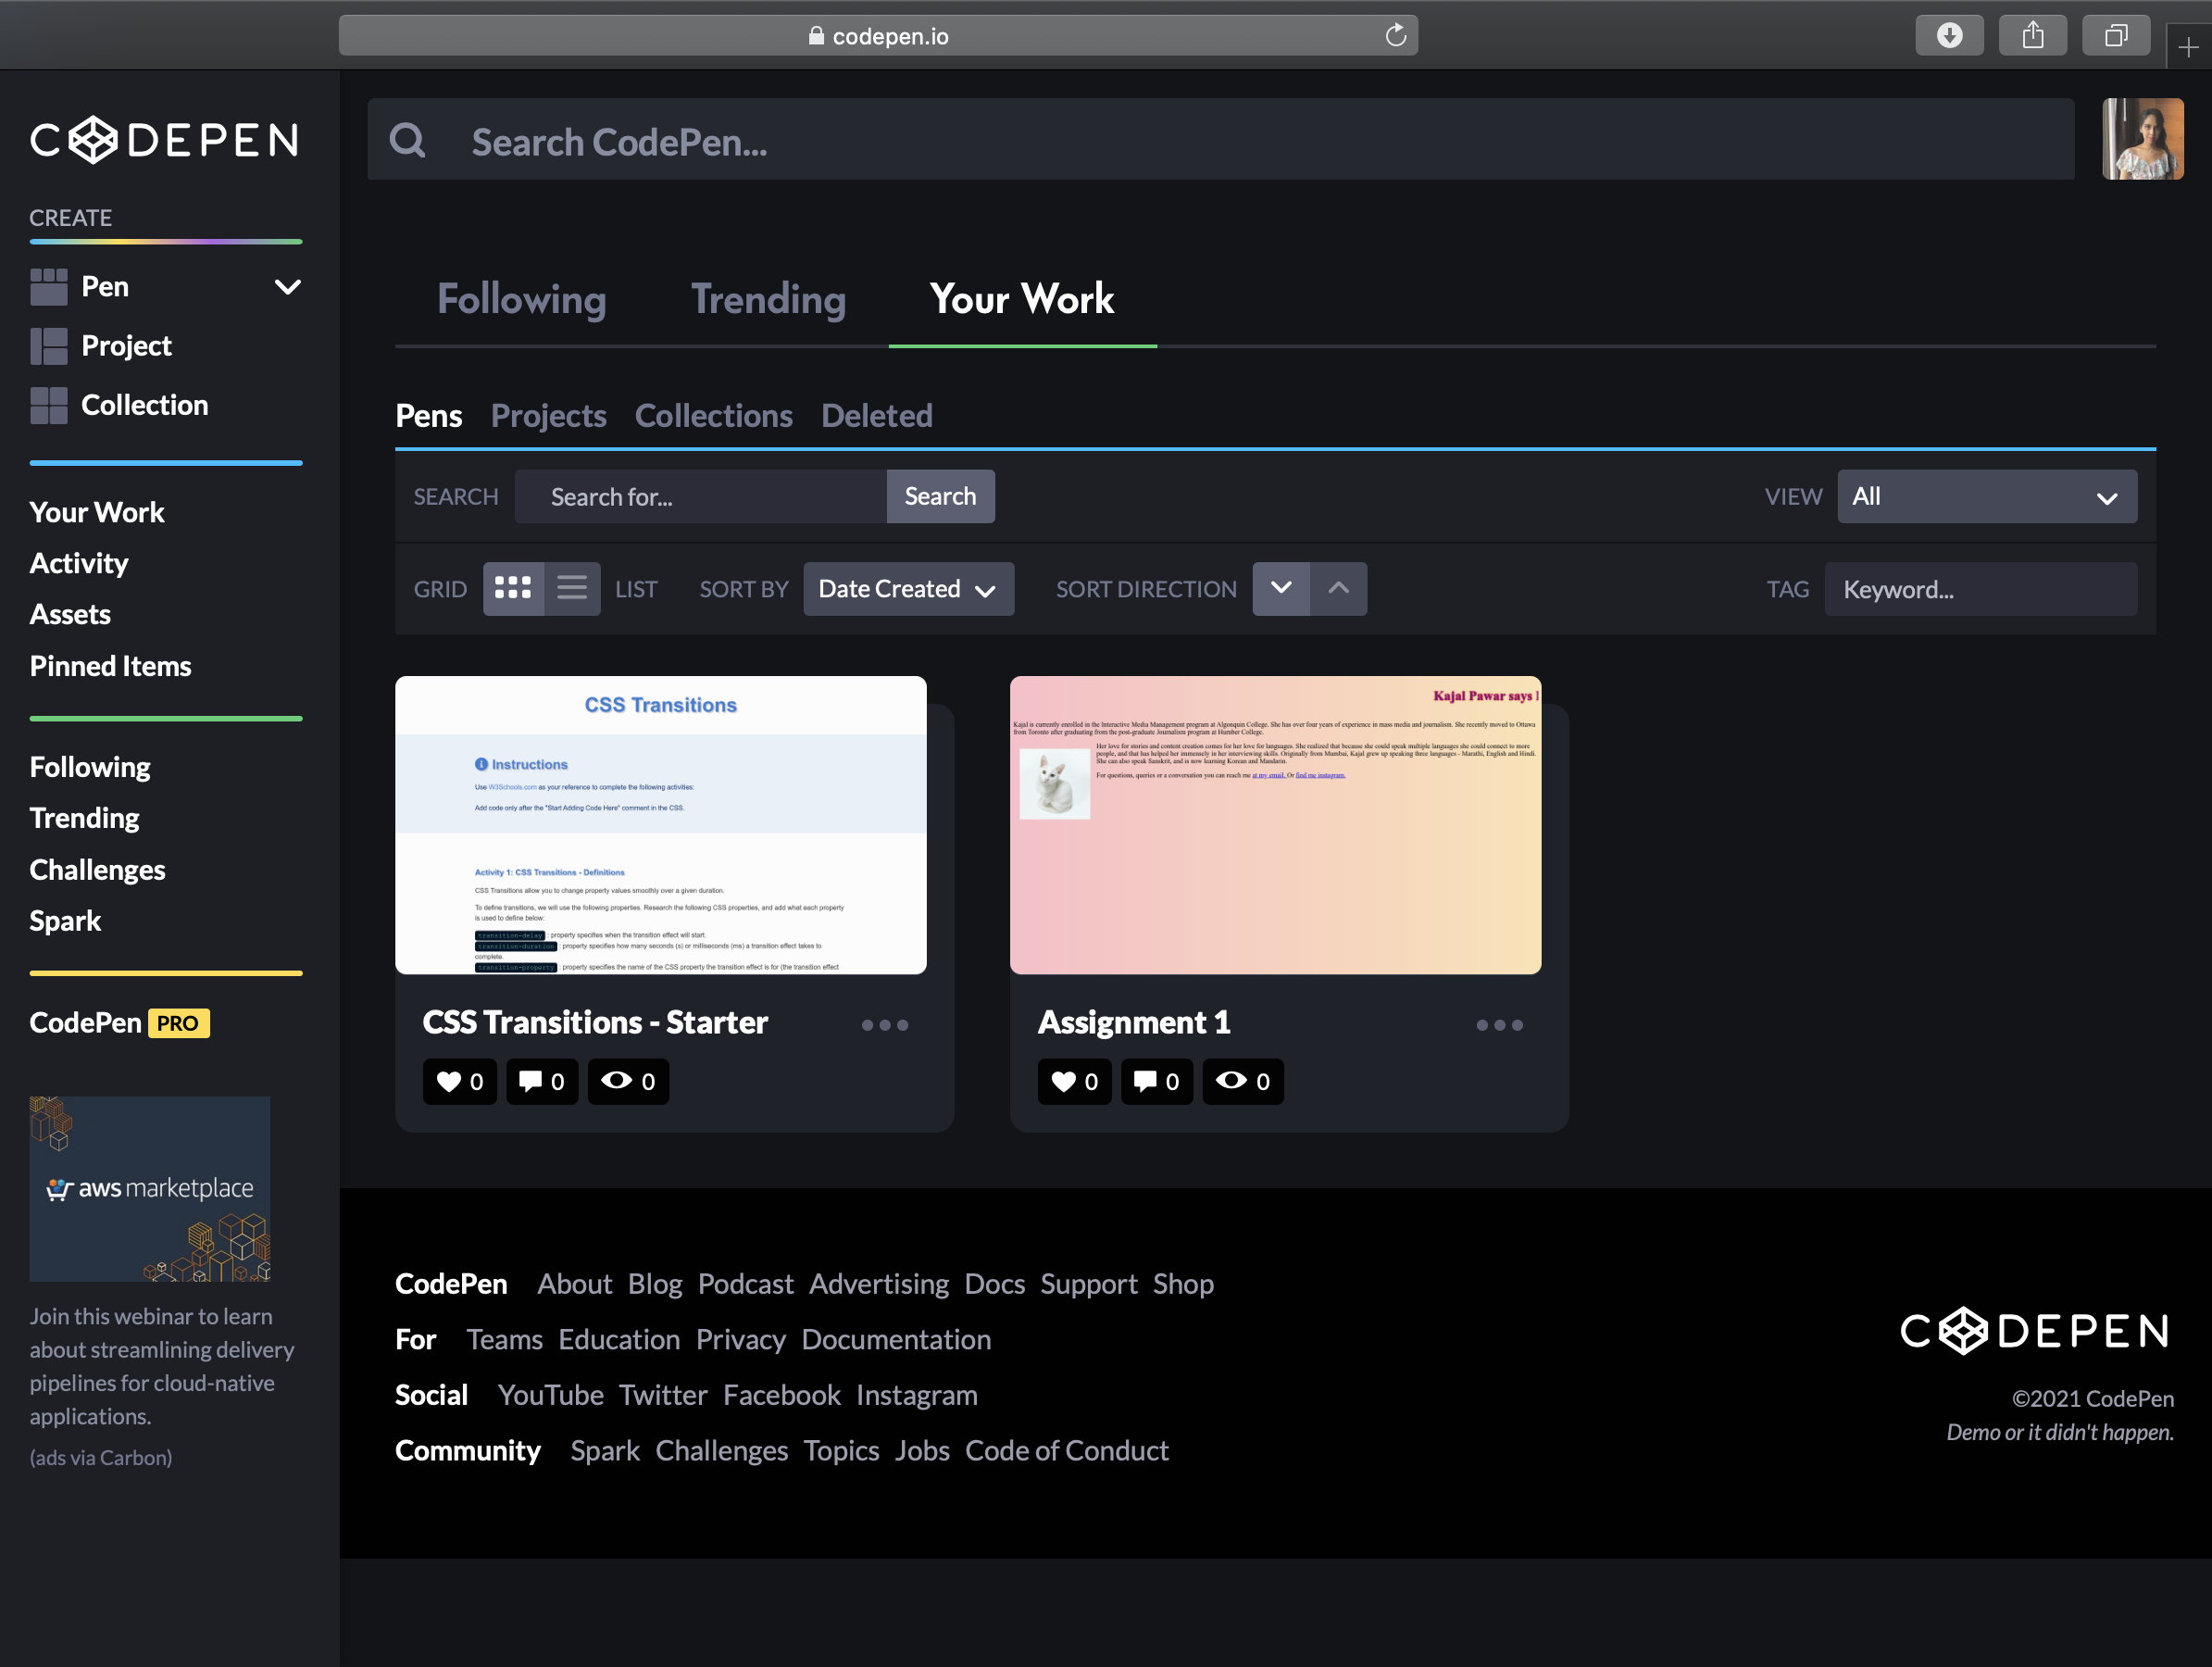 codepen.io
CODEPEN
Search CodePen...
CREATE
Pen
Project
Collection
Your Work
Activity
Assets
Pinned Items
Following
Trending
Challenges
Spark
CodePen PRO
aws marketplace
Join this webinar to learn
about streamlining delivery
pipelines for cloud-native
applications.
(ads via Carbon)
Following Trending Your Work
Pens Projects Collections Deleted
SEARCH Search for... Search VIEW All
GRID LIST SORT BY Date Created SORT DIRECTION TAG Keyword...
CSS Transitions
Instructions
Use W3Schools.com as your reference to complete the following activities:
Add code only after the "Start Adding Code Here" comment in the CSS.
Activity 1: CSS Transitions - Definitions
CSS Transitions allow you to change property values smoothly over a given duration.
To define transitions, we will use the following properties. Research the following CSS properties, and add what each property
is used to define below:
transition-delay : property specifies when the transition effect will start.
transition-duration : property specifies how many seconds (s) or milliseconds (ms) a transition effect takes to
complete.
transition-property : property specifies the name of the CSS property the transition effect is for (the transition effect
CSS Transitions - Starter
0 0 0
Kajal Pawar says
Kajal is currently enrolled in the Interactive Media Management program at Algonquin College. She has over four years of experience in mass media and journalism. She recently moved to Ottawa
from Toronto after graduating from the post-graduate Journalism program at Humber College.
Her love for stories and content creation comes for her love for languages. She realized that because she could speak multiple languages she could connect to more
people, and that has helped her immensely in her interviewing skills. Originally from Mumbai, Kajal grew up speaking three languages - Marathi, English and Hindi.
She can also speak Sanskrit, and is now learning Korean and Mandarin.
For questions, queries or a conversation you can reach me at my email. Or find me instagram.
Assignment 1
0 0 0
CodePen About Blog Podcast Advertising Docs Support Shop
For Teams Education Privacy Documentation
Social YouTube Twitter Facebook Instagram
Community Spark Challenges Topics Jobs Code of Conduct
CODEPEN
©2021 CodePen
Demo or it didn't happen.